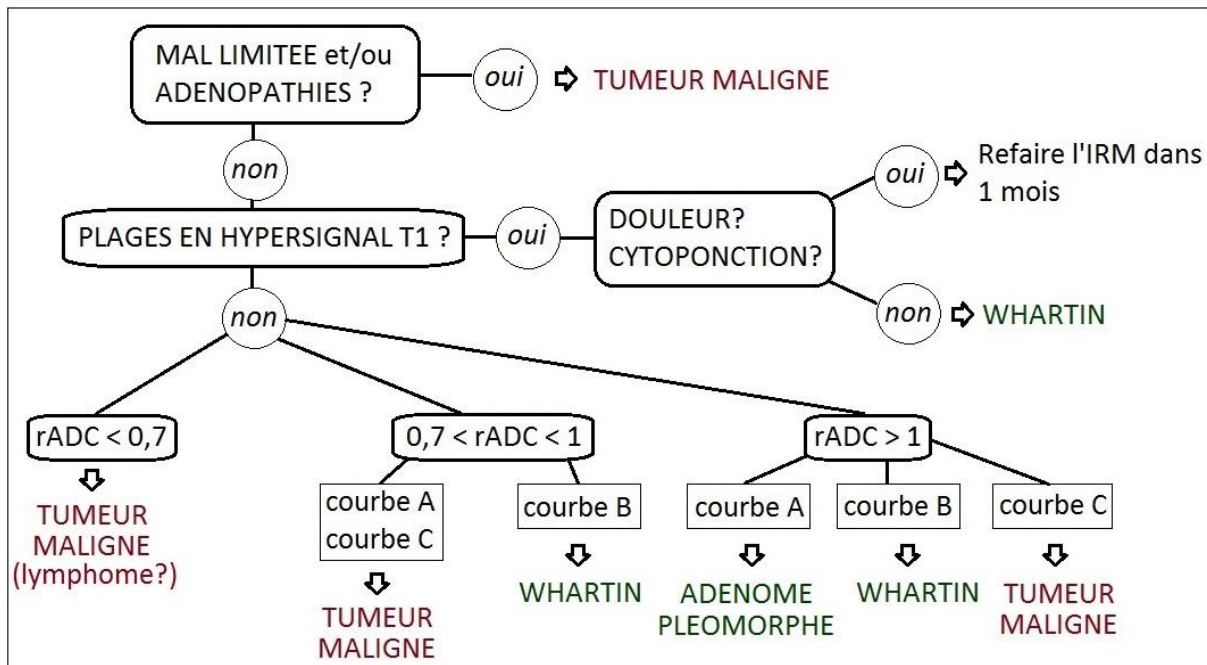 MAL LIMITEE et/ou
ADENOPATHIES ?
oui
TUMEUR MALIGNE
non
PLAGES EN HYPERSIGNAL T1 ?
oui
DOULEUR?
CYTOPONCTION?
oui
Refaire l'IRM dans
1 mois
non
WHARTIN
non
rADC < 0,7
TUMEUR
MALIGNE
(lymphome?)
0,7 < rADC < 1
courbe A
courbe C
TUMEUR
MALIGNE
courbe B
WHARTIN
rADC > 1
courbe A
ADENOME
PLEOMORPHE
courbe B
WHARTIN
courbe C
TUMEUR
MALIGNE